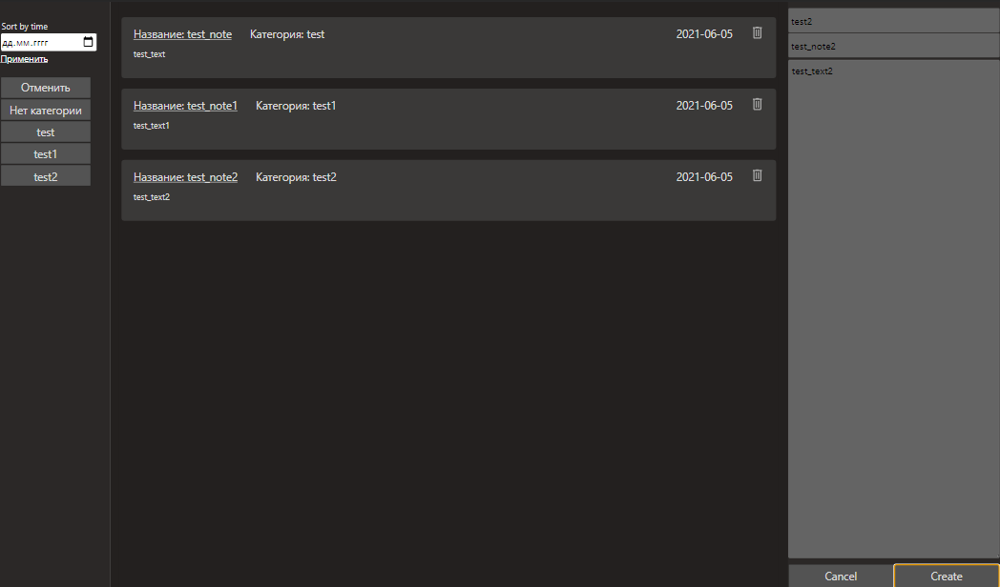 Sort by time
дд.мм.гггг
Применить
Отменить
Нет категории
test
test1
test2
Название: test_note Категория: test 2021-06-05
test_text
Название: test_note1 Категория: test1 2021-06-05
test_text1
Название: test_note2 Категория: test2 2021-06-05
test_text2
test2
test_note2
test_text2
Cancel Create